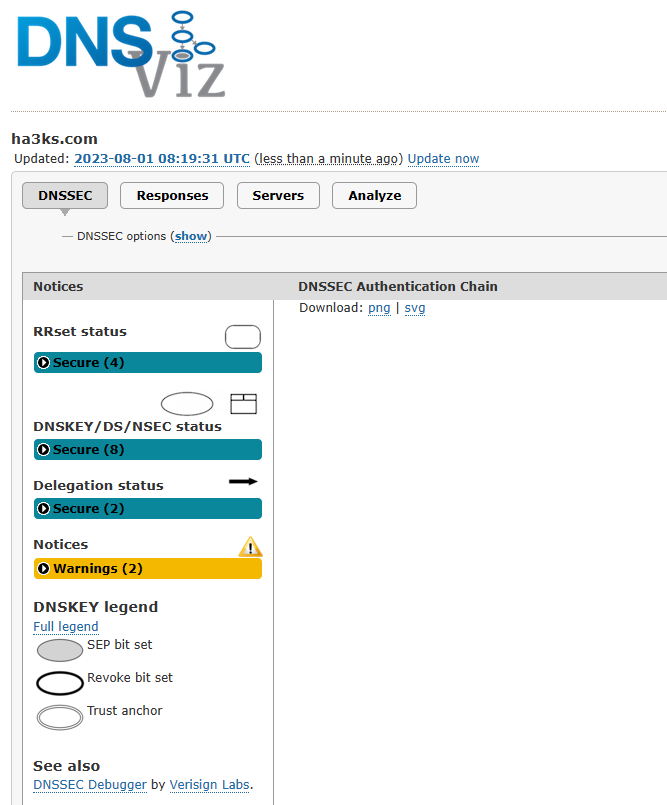 DNS
Viz
ha3ks.com
Updated: 2023-08-01 08:19:31 UTC (less than a minute ago) Update now
DNSSEC Responses Servers Analyze
DNSSEC options (show)
Notices
RRset status
Secure (4)
DNSKEY/DS/NSEC status
Secure (8)
Delegation status
Secure (2)
Notices
Warnings (2)
DNSKEY legend
Full legend
SEP bit set
Revoke bit set
Trust anchor
See also
DNSSEC Debugger by Verisign Labs.
DNSSEC Authentication Chain
Download: png | svg